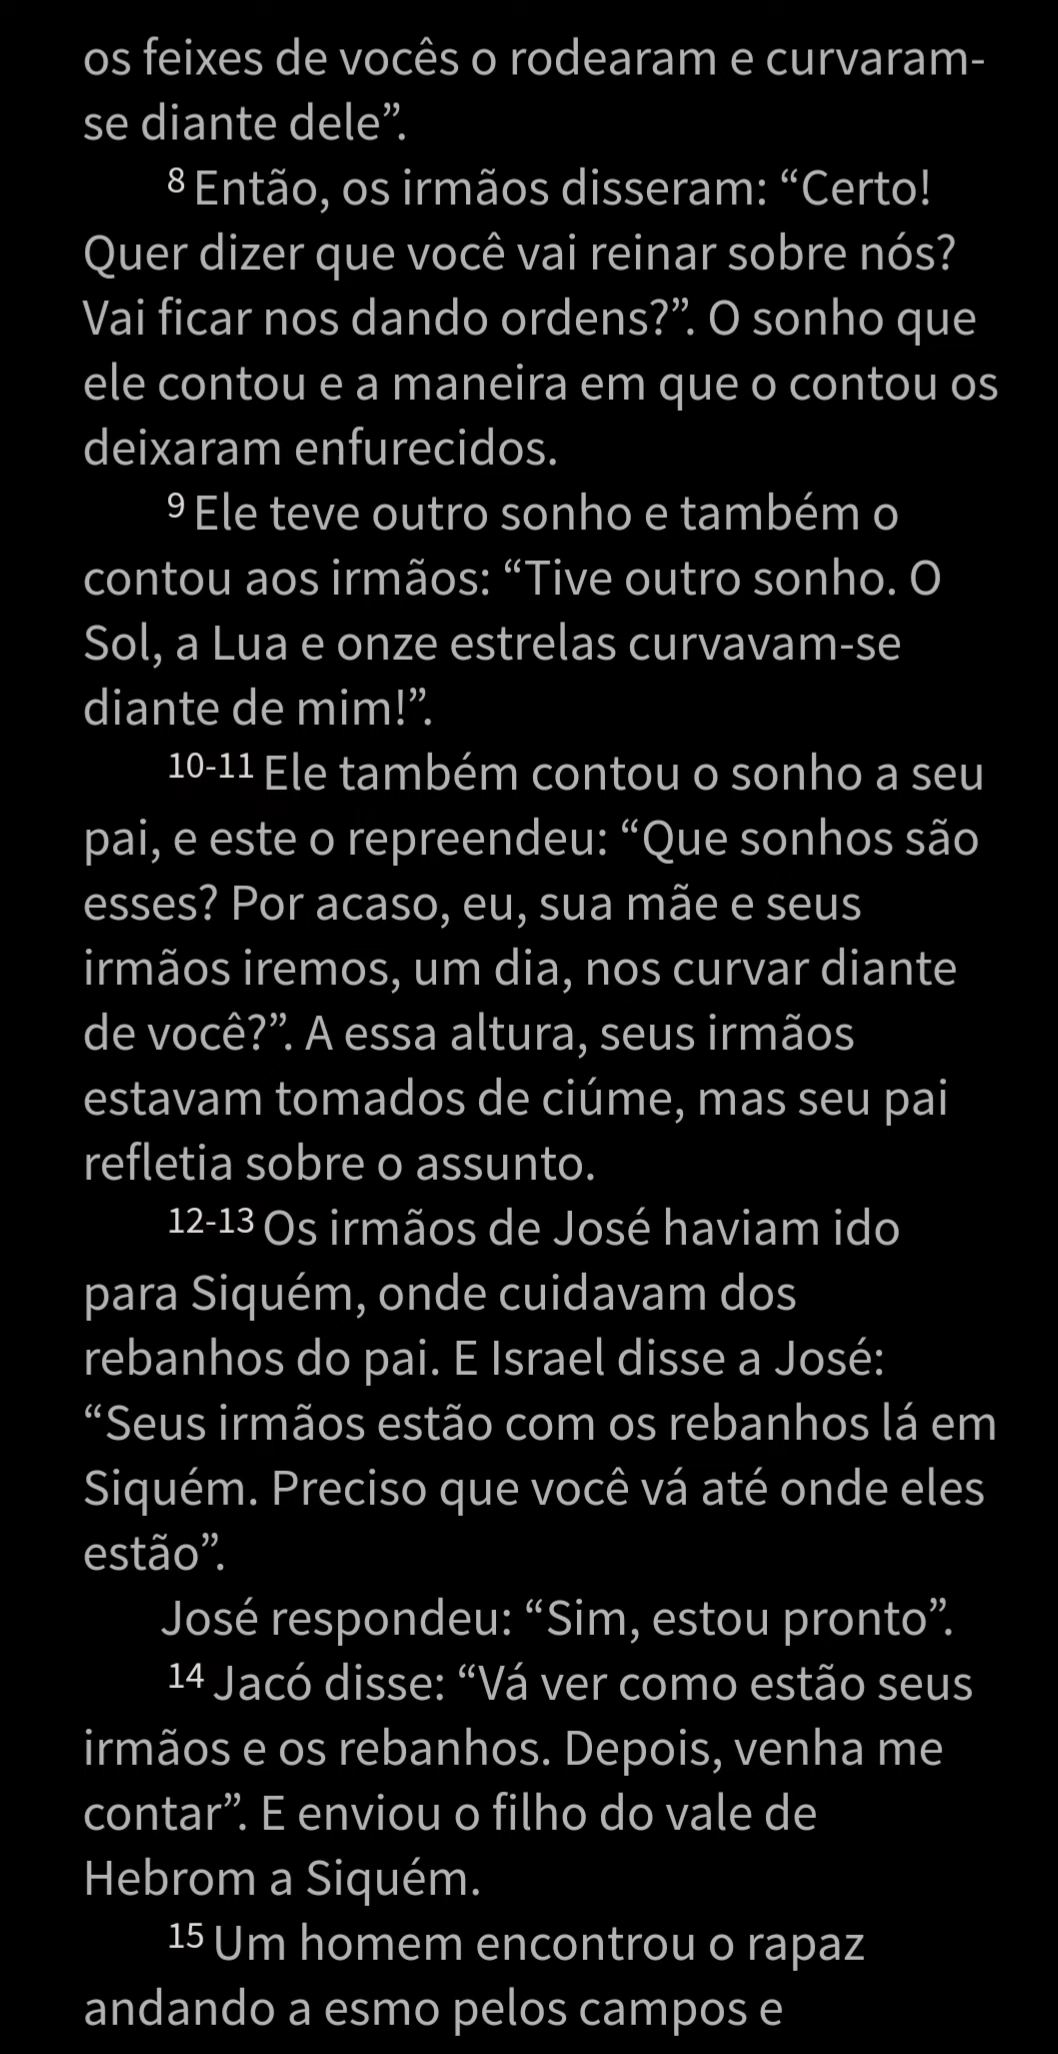 os feixes de vocês o rodearam e curvaram-
se diante dele”.
8 Então, os irmãos disseram: “Certo!
Quer dizer que você vai reinar sobre nós?
Vai ficar nos dando ordens?”. O sonho que
ele contou e a maneira em que o contou os
deixaram enfurecidos.
9 Ele teve outro sonho e também o
contou aos irmãos: “Tive outro sonho. O
Sol, a Lua e onze estrelas curvavam-se
diante de mim!”.
10-11 Ele também contou o sonho a seu
pai, e este o repreendeu: “Que sonhos são
esses? Por acaso, eu, sua mãe e seus
irmãos iremos, um dia, nos curvar diante
de você?”. A essa altura, seus irmãos
estavam tomados de ciúme, mas seu pai
refletia sobre o assunto.
12-13 Os irmãos de José haviam ido
para Siquém, onde cuidavam dos
rebanhos do pai. E Israel disse a José:
“Seus irmãos estão com os rebanhos lá em
Siquém. Preciso que você vá até onde eles
estão”.
José respondeu: “Sim, estou pronto”.
14 Jacó disse: “Vá ver como estão seus
irmãos e os rebanhos. Depois, venha me
contar”. E enviou o filho do vale de
Hebrom a Siquém.
15 Um homem encontrou o rapaz
andando a esmo pelos campos e